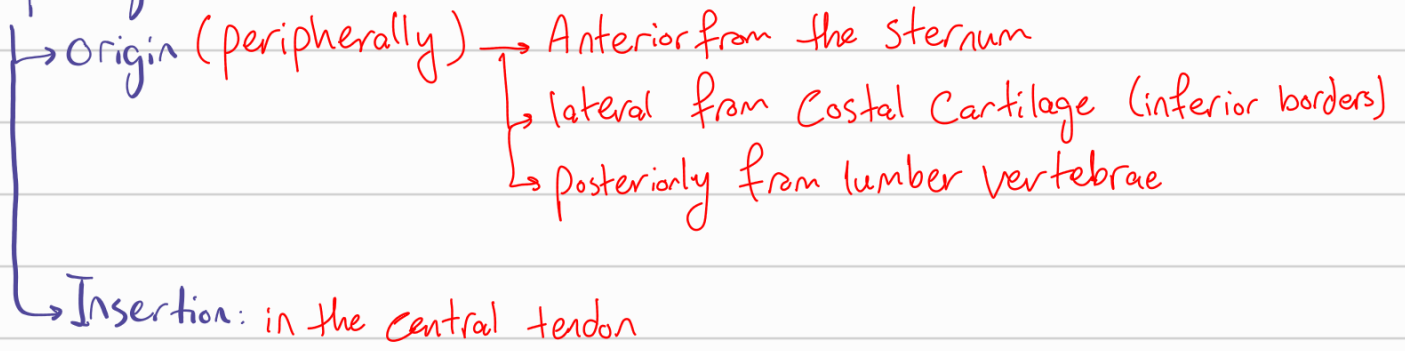 → origin (peripherally) → Anterior from the sternum
→ lateral from Costal Cartilage (inferior borders)
→ posteriorly from lumber vertebrae
→ Insertion: in the central tendon